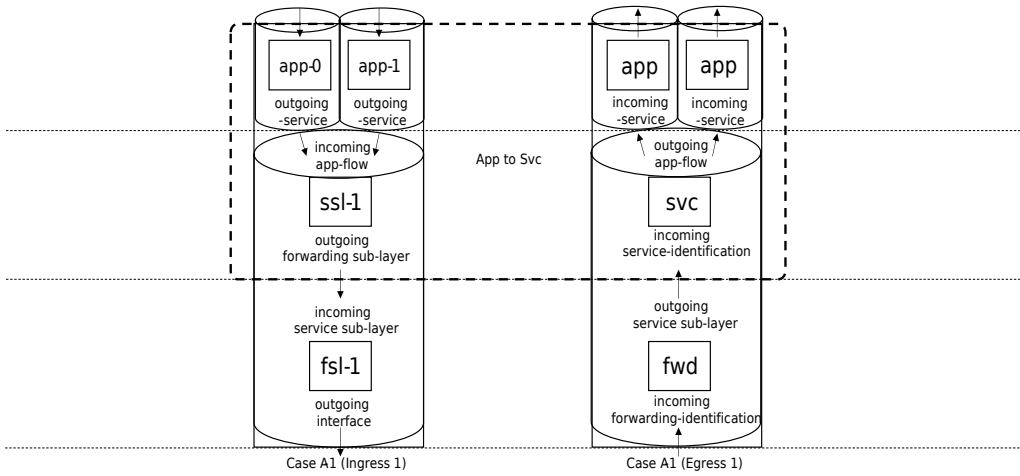 app-0
app-1
outgoing
-service
outgoing
-service
incoming
app-flow
ssl-1
outgoing
forwarding sub-layer
incoming
service sub-layer
fsl-1
outgoing
interface
Case A1 (Ingress 1)
App to Svc
app
app
incoming
-service
incoming
-service
outgoing
app-flow
svc
incoming
service-identification
outgoing
service sub-layer
fwd
incoming
forwarding-identification
Case A1 (Egress 1)